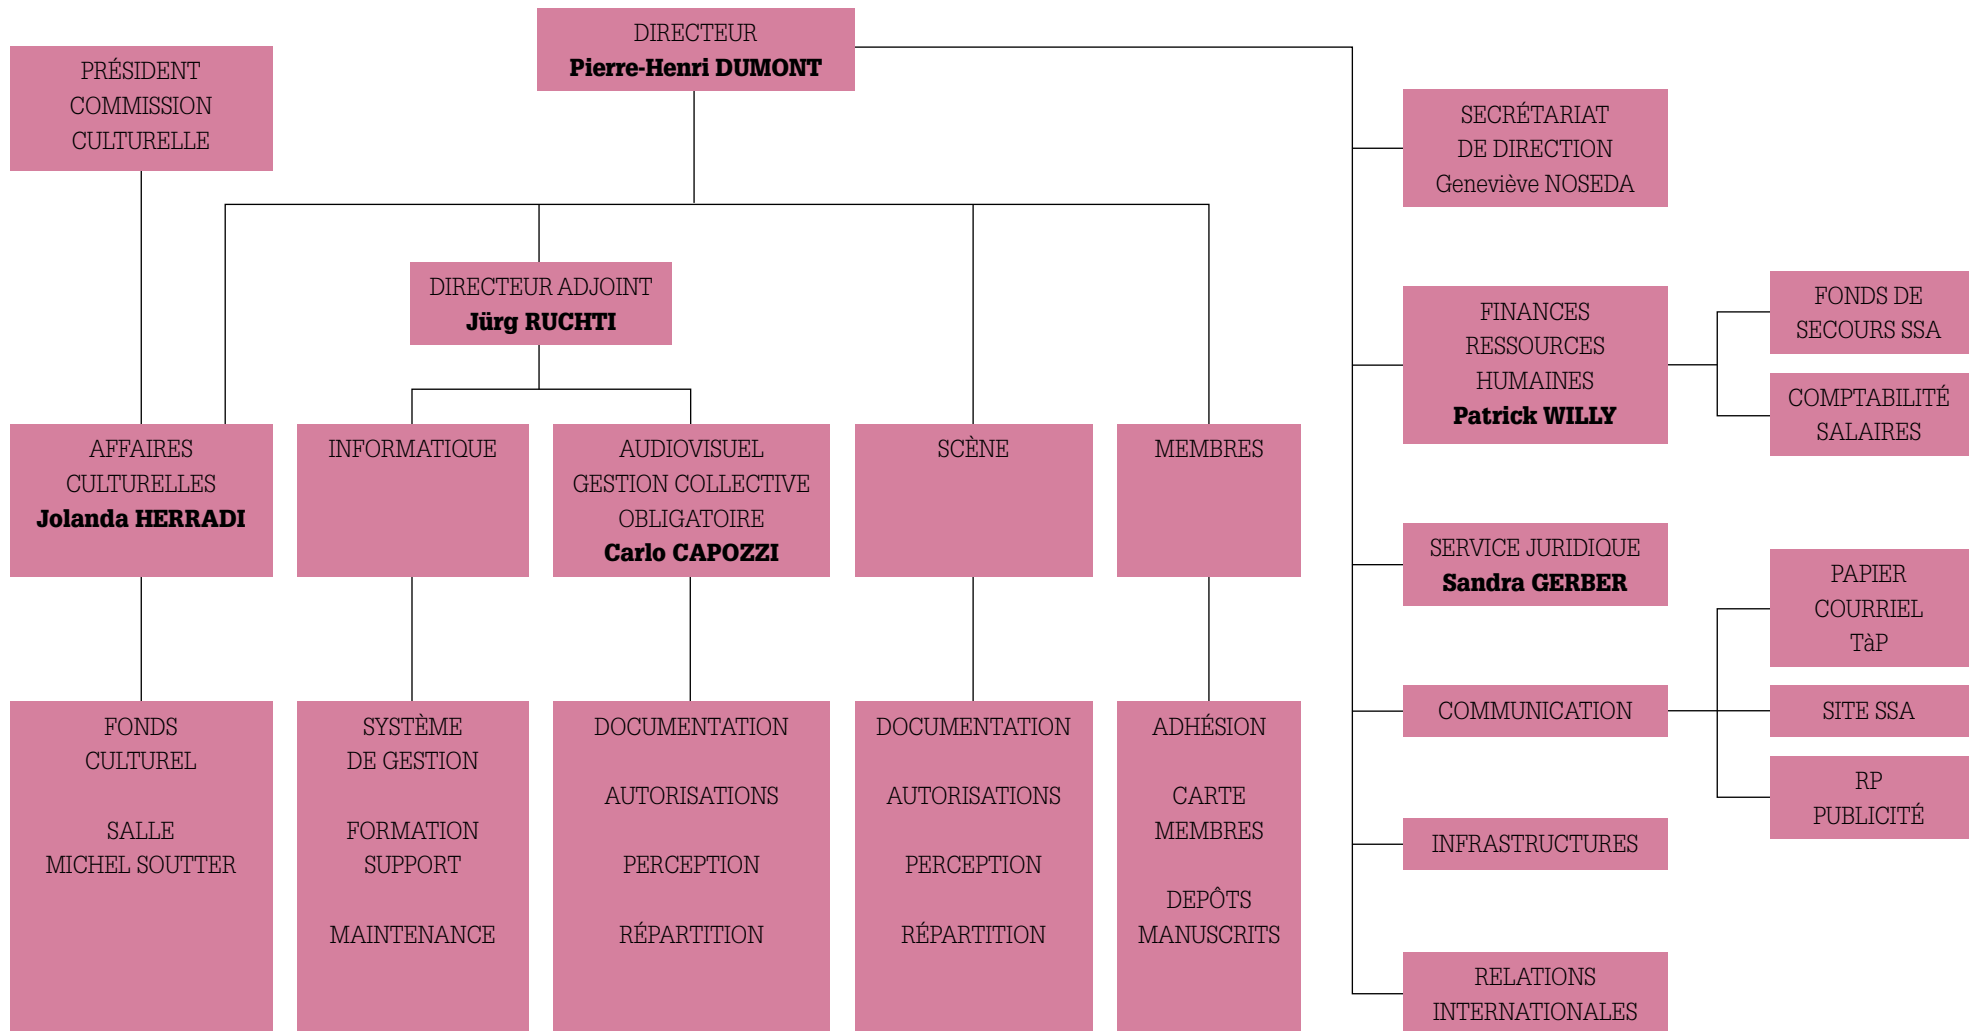 DIRECTEUR
Pierre-Henri DUMONT
PRÉSIDENT
COMMISSION
CULTURELLE
SECRÉTARIAT
DE DIRECTION
Geneviève NOSEDA
DIRECTEUR ADJOINT
Jürg RUCHTI
FINANCES
RESSOURCES
HUMAINES
Patrick WILLY
FONDS DE
SECOURS SSA
COMPTABILITÉ
SALAIRES
AFFAIRES
CULTURELLES
Jolanda HERRADI
INFORMATIQUE
AUDIOVISUEL
GESTION COLLECTIVE
OBLIGATOIRE
Carlo CAPOZZI
SCÈNE
MEMBRES
SERVICE JURIDIQUE
Sandra GERBER
PAPIER
COURRIEL
TàP
COMMUNICATION
SITE SSA
RP
PUBLICITÉ
FONDS
CULTUREL
SALLE
MICHEL SOUTTER
SYSTÈME
DE GESTION
FORMATION
SUPPORT
MAINTENANCE
DOCUMENTATION
AUTORISATIONS
PERCEPTION
RÉPARTITION
DOCUMENTATION
AUTORISATIONS
PERCEPTION
RÉPARTITION
ADHÉSION
CARTE
MEMBRES
DEPÔTS
MANUSCRITS
INFRASTRUCTURES
RELATIONS
INTERNATIONALES